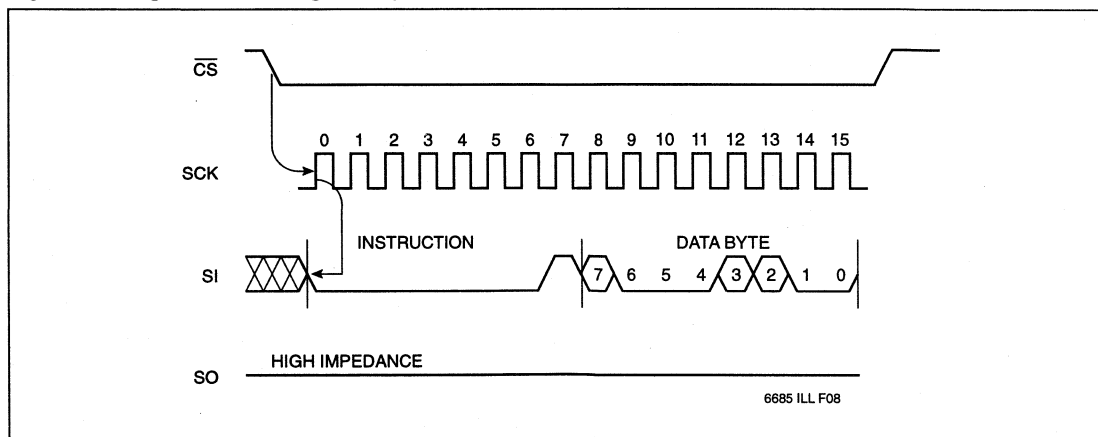 C̅S̅
0 1 2 3 4 5 6 7 8 9 10 11 12 13 14 15
SCK
INSTRUCTION DATA BYTE
SI 7 6 5 4 3 2 1 0
HIGH IMPEDANCE
SO
6685 ILL F08